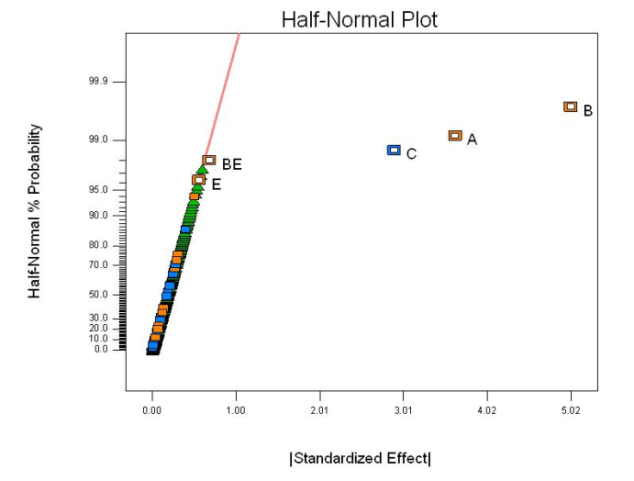 Half-Normal Plot
Half-Normal % Probability
99.9
99.0
95.0
90.0
80.0
70.0
50.0
30.0
20.0
10.0
0.0
B
A
C
BE
E
0.00 1.00 2.01 3.01 4.02 5.02
|Standardized Effect|